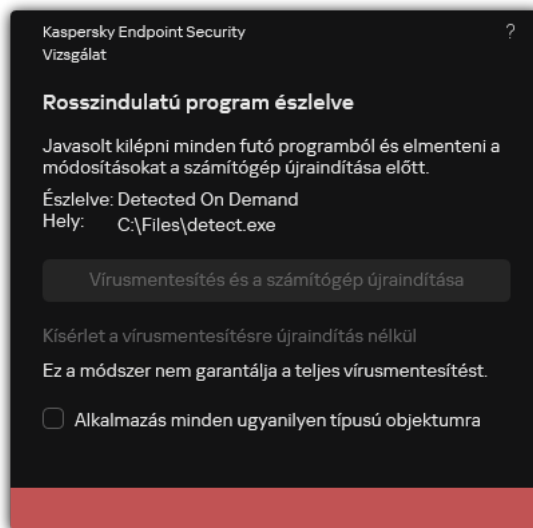 Kaspersky Endpoint Security
?
Vizsgálat
Rosszindulatú program észlelve
Javasolt kilépni minden futó programból és elmenteni a
módosításokat a számítógép újraindítása előtt.
Észlelve: Detected On Demand
Hely: C:\Files\detect.exe
Vírusmentesítés és a számítógép újraindítása
Kísérlet a vírusmentesítésre újraindítás nélkül
Ez a módszer nem garantálja a teljes vírusmentesítést.
Alkalmazás minden ugyanilyen típusú objektumra